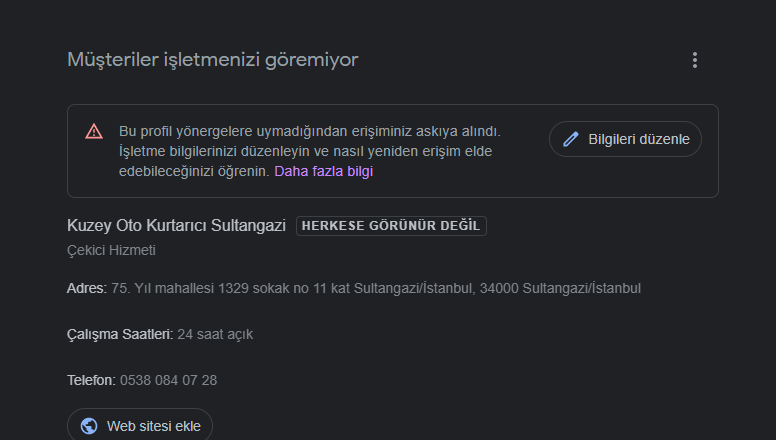 Müşteriler işletmenizi göremiyor
Bu profil yönergelere uymadığından erişiminiz askıya alındı.
İşletme bilgilerinizi düzenleyin ve nasıl yeniden erişim elde
edebileceğinizi öğrenin. Daha fazla bilgi
Bilgileri düzenle
Kuzey Oto Kurtarıcı Sultangazi HERKESE GÖRÜNÜR DEĞİL
Çekici Hizmeti
Adres: 75. Yıl mahallesi 1329 sokak no 11 kat Sultangazi/İstanbul, 34000 Sultangazi/İstanbul
Çalışma Saatleri: 24 saat açık
Telefon: 0538 084 07 28
Web sitesi ekle